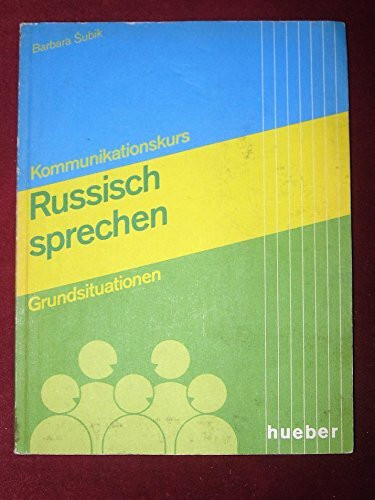 Barbara Šubik
Kommunikationskurs
Russisch
sprechen
Grundsituationen
hueber